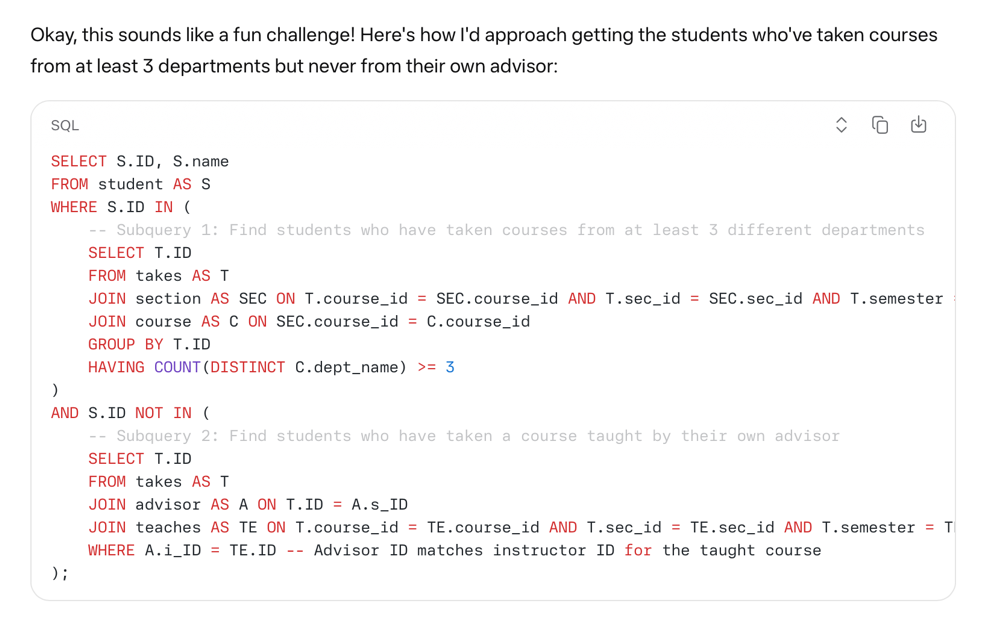 Okay, this sounds like a fun challenge! Here's how I'd approach getting the students who've taken courses
from at least 3 departments but never from their own advisor:
SQL
SELECT S.ID, S.name
FROM student AS S
WHERE S.ID IN (
    -- Subquery 1: Find students who have taken courses from at least 3 different departments
    SELECT T.ID
    FROM takes AS T
    JOIN section AS SEC ON T.course_id = SEC.course_id AND T.sec_id = SEC.sec_id AND T.semester =
    JOIN course AS C ON SEC.course_id = C.course_id
    GROUP BY T.ID
    HAVING COUNT(DISTINCT C.dept_name) >= 3
)
AND S.ID NOT IN (
    -- Subquery 2: Find students who have taken a course taught by their own advisor
    SELECT T.ID
    FROM takes AS T
    JOIN advisor AS A ON T.ID = A.s_ID
    JOIN teaches AS TE ON T.course_id = TE.course_id AND T.sec_id = TE.sec_id AND T.semester =
    WHERE A.i_ID = TE.ID -- Advisor ID matches instructor ID for the taught course
);